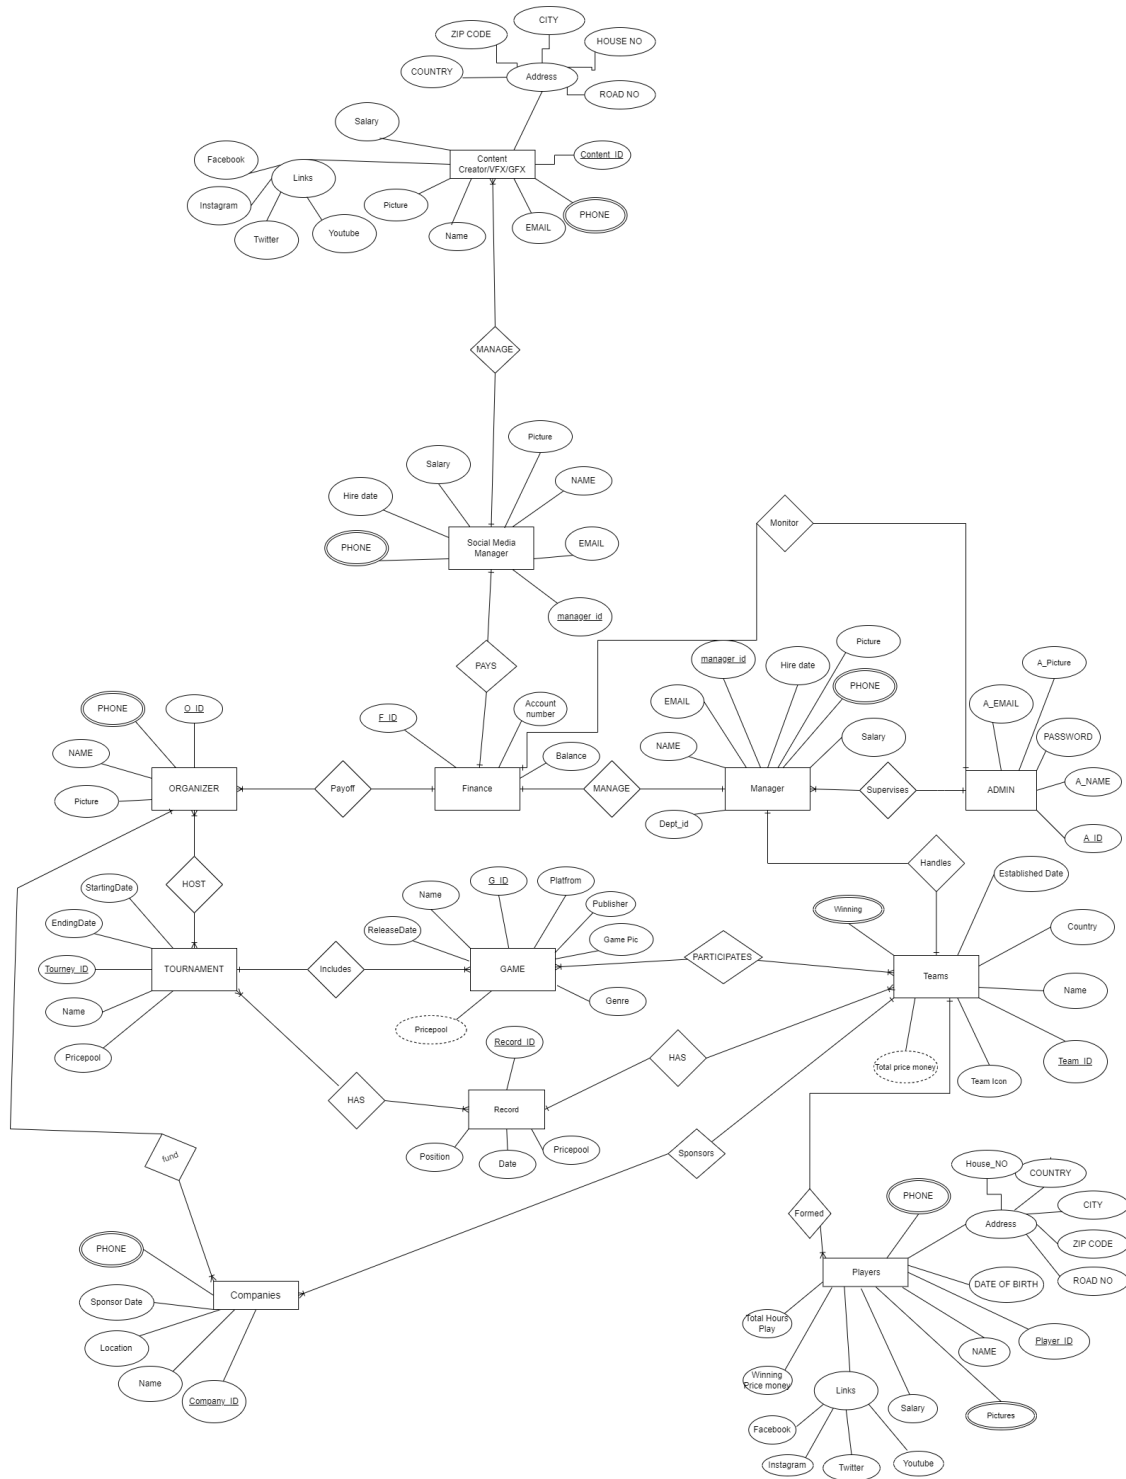 CITY
ZIP CODE
HOUSE NO
COUNTRY
Address
ROAD NO
Salary
Facebook
Content
Creator/VFX/GFX
Content_ID
Links
Instagram
Picture
PHONE
Twitter
Youtube
Name
EMAIL
MANAGE
Picture
Salary
NAME
Hire date
Monitor
PHONE
Social Media
Manager
EMAIL
manager_id
PAYS
manager_id
Hire date
Picture
A_Picture
PHONE
O_ID
F_ID
Account
number
EMAIL
PHONE
A_EMAIL
NAME
Balance
NAME
Salary
PASSWORD
ORGANIZER
Payoff
Finance
MANAGE
Manager
Supervises
ADMIN
A_NAME
Picture
Dept_id
A_ID
HOST
Handles
StartingDate
Name
G_ID
Platfrom
Publisher
Winning
Established Date
EndingDate
ReleaseDate
Game Pic
Country
Tourney_ID
TOURNAMENT
Includes
GAME
PARTICIPATES
Teams
Name
Name
Genre
Pricepool
Pricepool
Record_ID
HAS
Total price money
Team Icon
Team_ID
HAS
Record
Position
Date
Pricepool
Sponsors
fund
House_NO
COUNTRY
PHONE
CITY
Formed
Address
PHONE
ZIP CODE
Players
DATE OF BIRTH
ROAD NO
Companies
Sponsor Date
Total Hours
Play
Player_ID
Location
NAME
Name
Company_ID
Winning
Price money
Links
Salary
Pictures
Facebook
Instagram
Twitter
Youtube